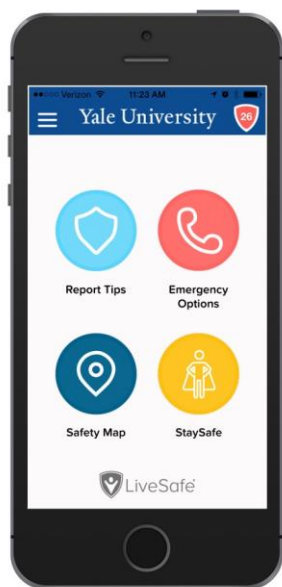 Verizon 11:23 AM
Yale University 26
Report Tips
Emergency
Options
Safety Map
StaySafe
LiveSafe